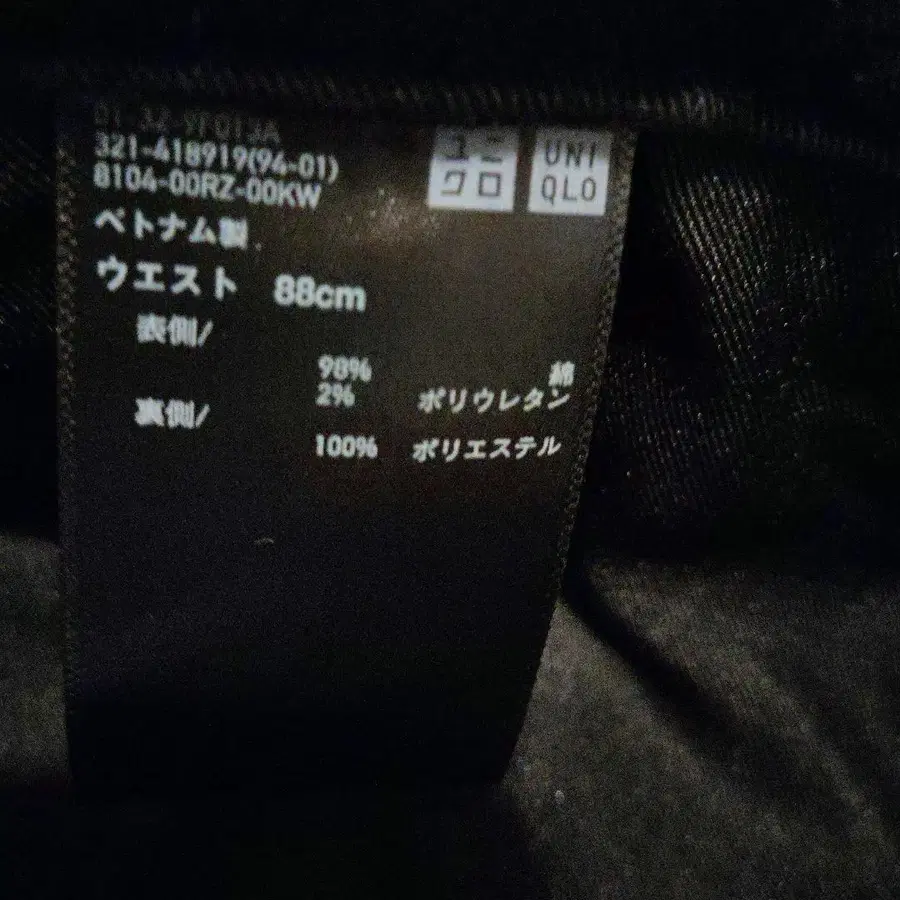 321-418919(94-01)
8104-00RZ-00KW
ユニ
クロ
UNI
QLO
ベトナム製
ウエスト 88cm
表側/
98% 綿
2% ポリウレタン
裏側/
100% ポリエステル